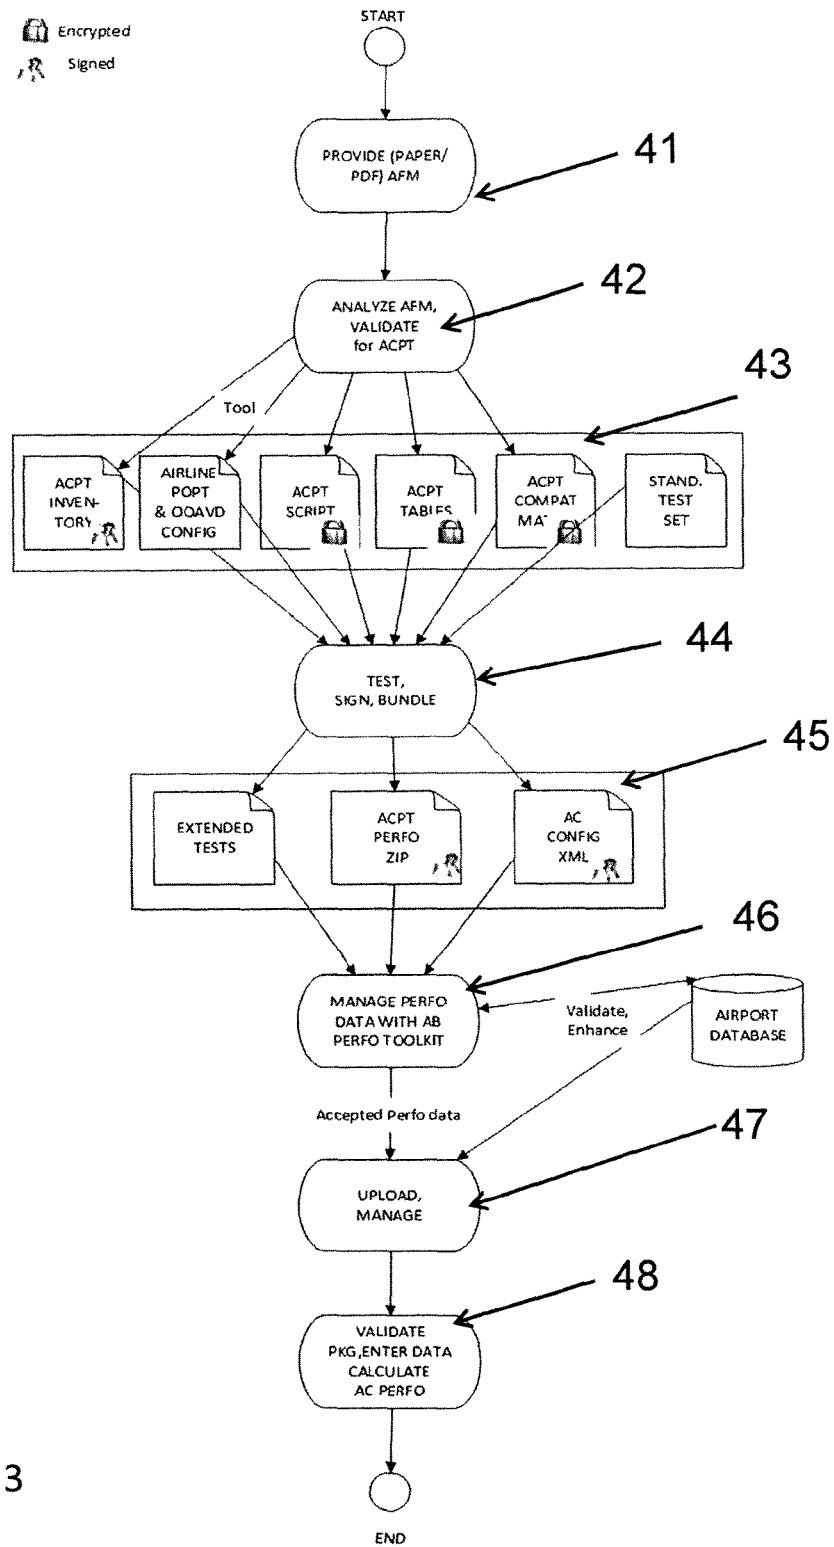 START
Encrypted
Signed
PROVIDE (PAPER/
PDF) AFM
41
ANALYZE AFM,
VALIDATE
for ACPT
42
Tool
43
ACPT
INVEN-
TORY
AIRLINE
POPT
& OOAVD
CONFIG
ACPT
SCRIPT
ACPT
TABLES
ACPT
COMPAT
MA
STAND.
TEST
SET
44
TEST,
SIGN, BUNDLE
45
EXTENDED
TESTS
ACPT
PERFO
ZIP
AC
CONFIG
XML
46
MANAGE PERFO
DATA WITH AB
PERFO TOOLKIT
Validate,
Enhance
AIRPORT
DATABASE
Accepted Perfo data
47
UPLOAD,
MANAGE
48
VALIDATE
PKG,ENTER DATA
CALCULATE
AC PERFO
3
END